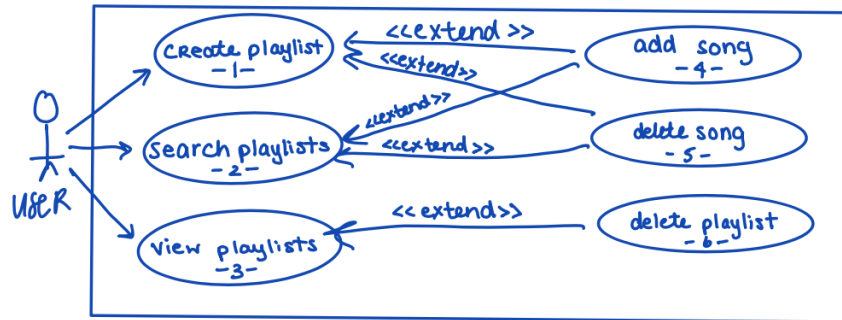 create playlist
-1-
<<extend>>
add song
-4-
<<extend>>
<<extend>>
search playlists
-2-
<<extend>>
delete song
-5-
USER
view playlists
-3-
<<extend>>
delete playlist
-6-